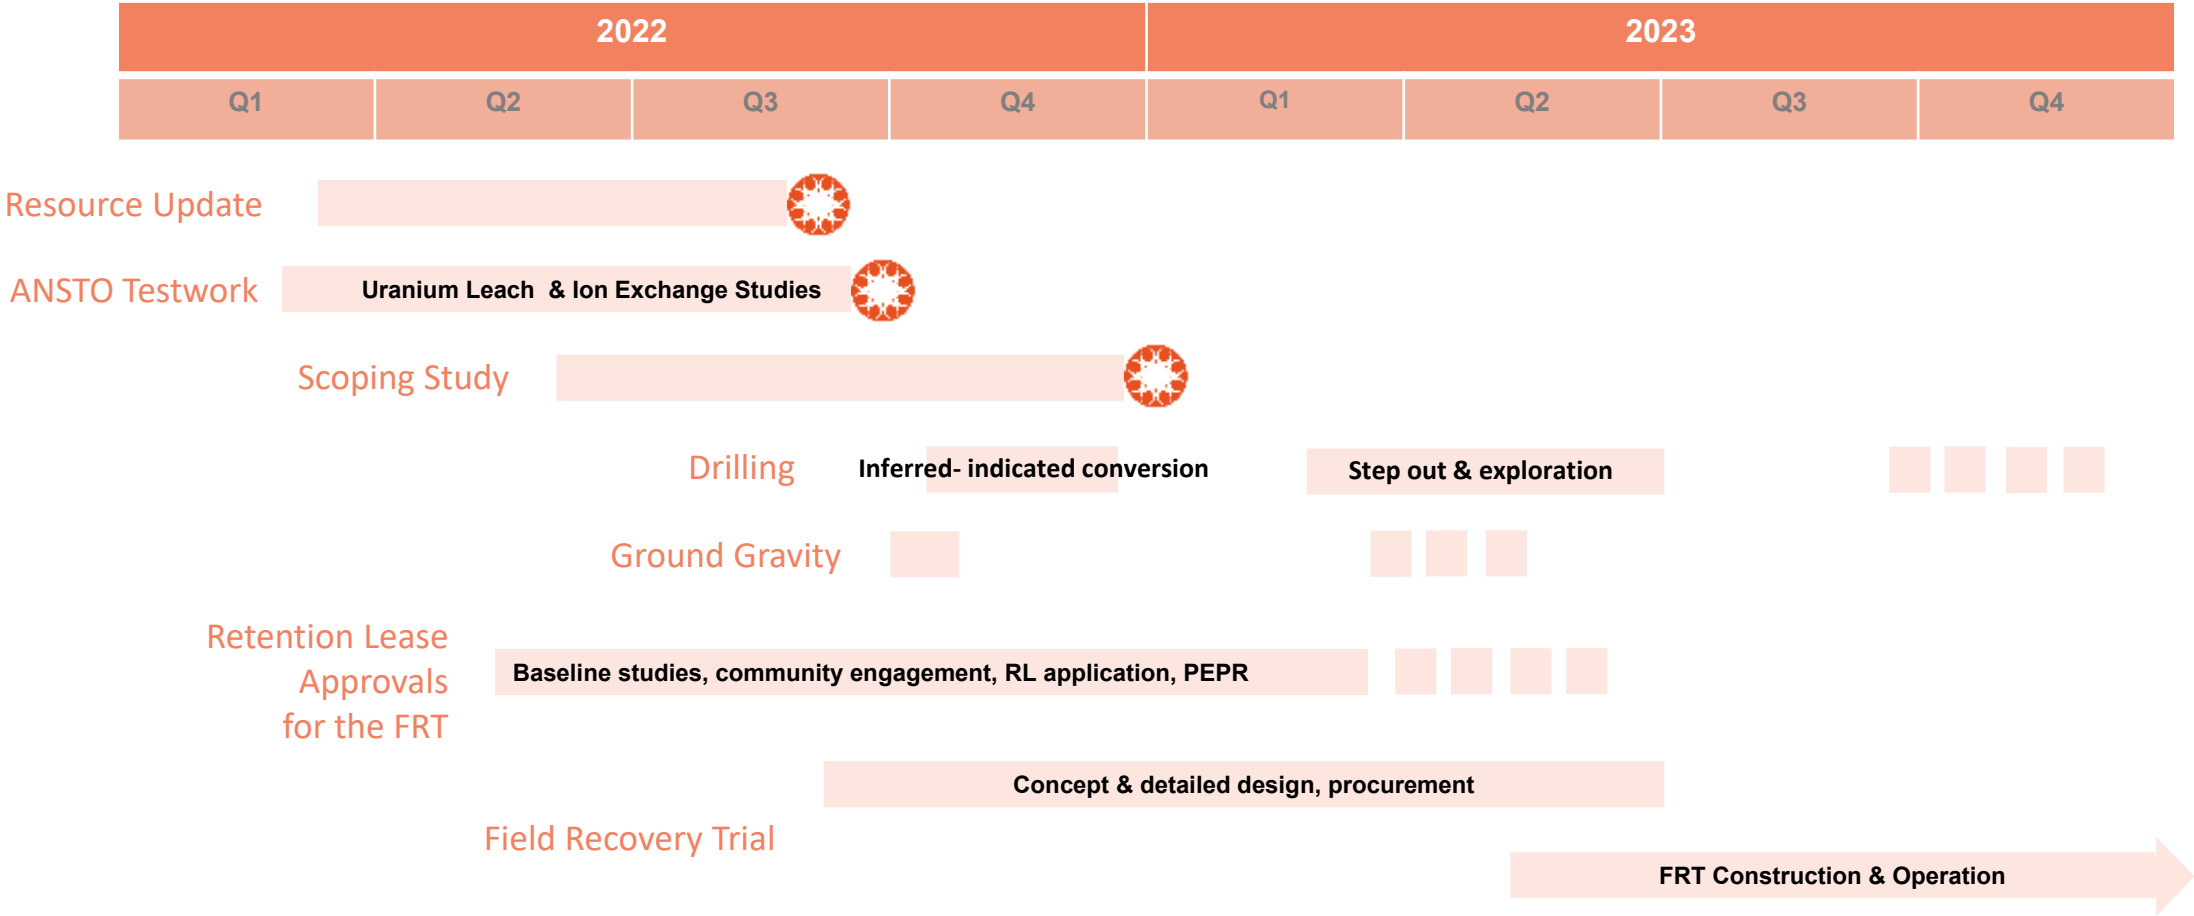 2022
2023
Q1
Q2
Q3
Q4
Q1
Q2
Q3
Q4
Resource Update
ANSTO Testwork
Uranium Leach & Ion Exchange Studies
Scoping Study
Drilling
Inferred- indicated conversion
Step out & exploration
Ground Gravity
Retention Lease
Approvals
for the FRT
Baseline studies, community engagement, RL application, PEPR
Concept & detailed design, procurement
Field Recovery Trial
FRT Construction & Operation